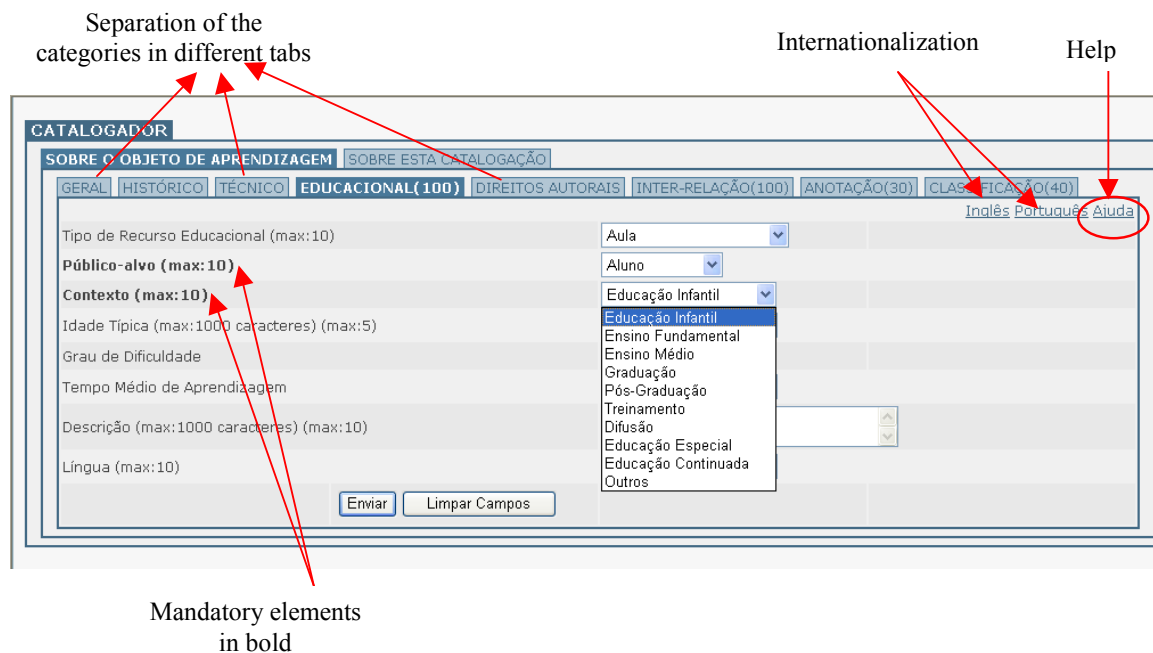 Separation of the
categories in different tabs
Internationalization
Help
CATALOGADOR
SOBRE O OBJETO DE APRENDIZAGEM SOBRE ESTA CATALOGAÇÃO
GERAL HISTÓRICO TÉCNICO EDUCACIONAL(100) DIREITOS AUTORAIS INTER-RELAÇÃO(100) ANOTAÇÃO(30) CLASSIFICAÇÃO(40)
Inglês Português Ajuda
Tipo de Recurso Educacional (max:10) Aula
Público-alvo (max:10) Aluno
Contexto (max:10) Educação Infantil
Educação Infantil
Idade Típica (max:1000 caracteres) (max:5)
Ensino Fundamental
Ensino Médio
Grau de Dificuldade
Graduação
Pós-Graduação
Tempo Médio de Aprendizagem
Treinamento
Difusão
Descrição (max:1000 caracteres) (max:10)
Educação Especial
Educação Continuada
Língua (max:10)
Outros
Enviar Limpar Campos
Mandatory elements
in bold